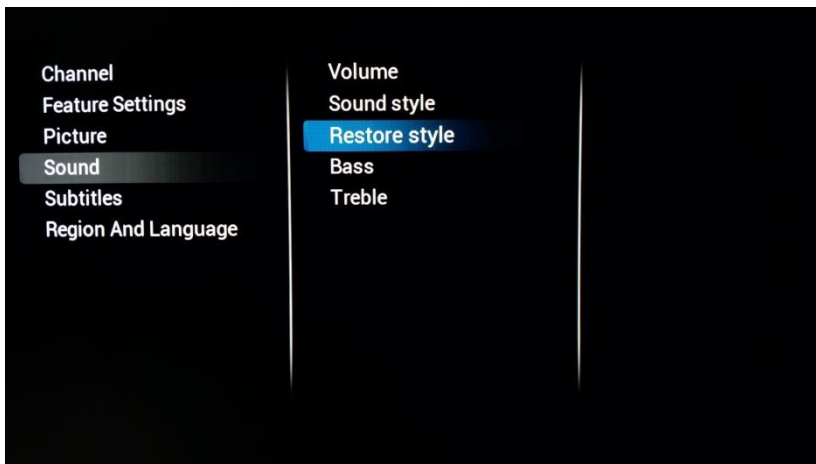 Channel
Feature Settings
Picture
Sound
Subtitles
Region And Language
Volume
Sound style
Restore style
Bass
Treble